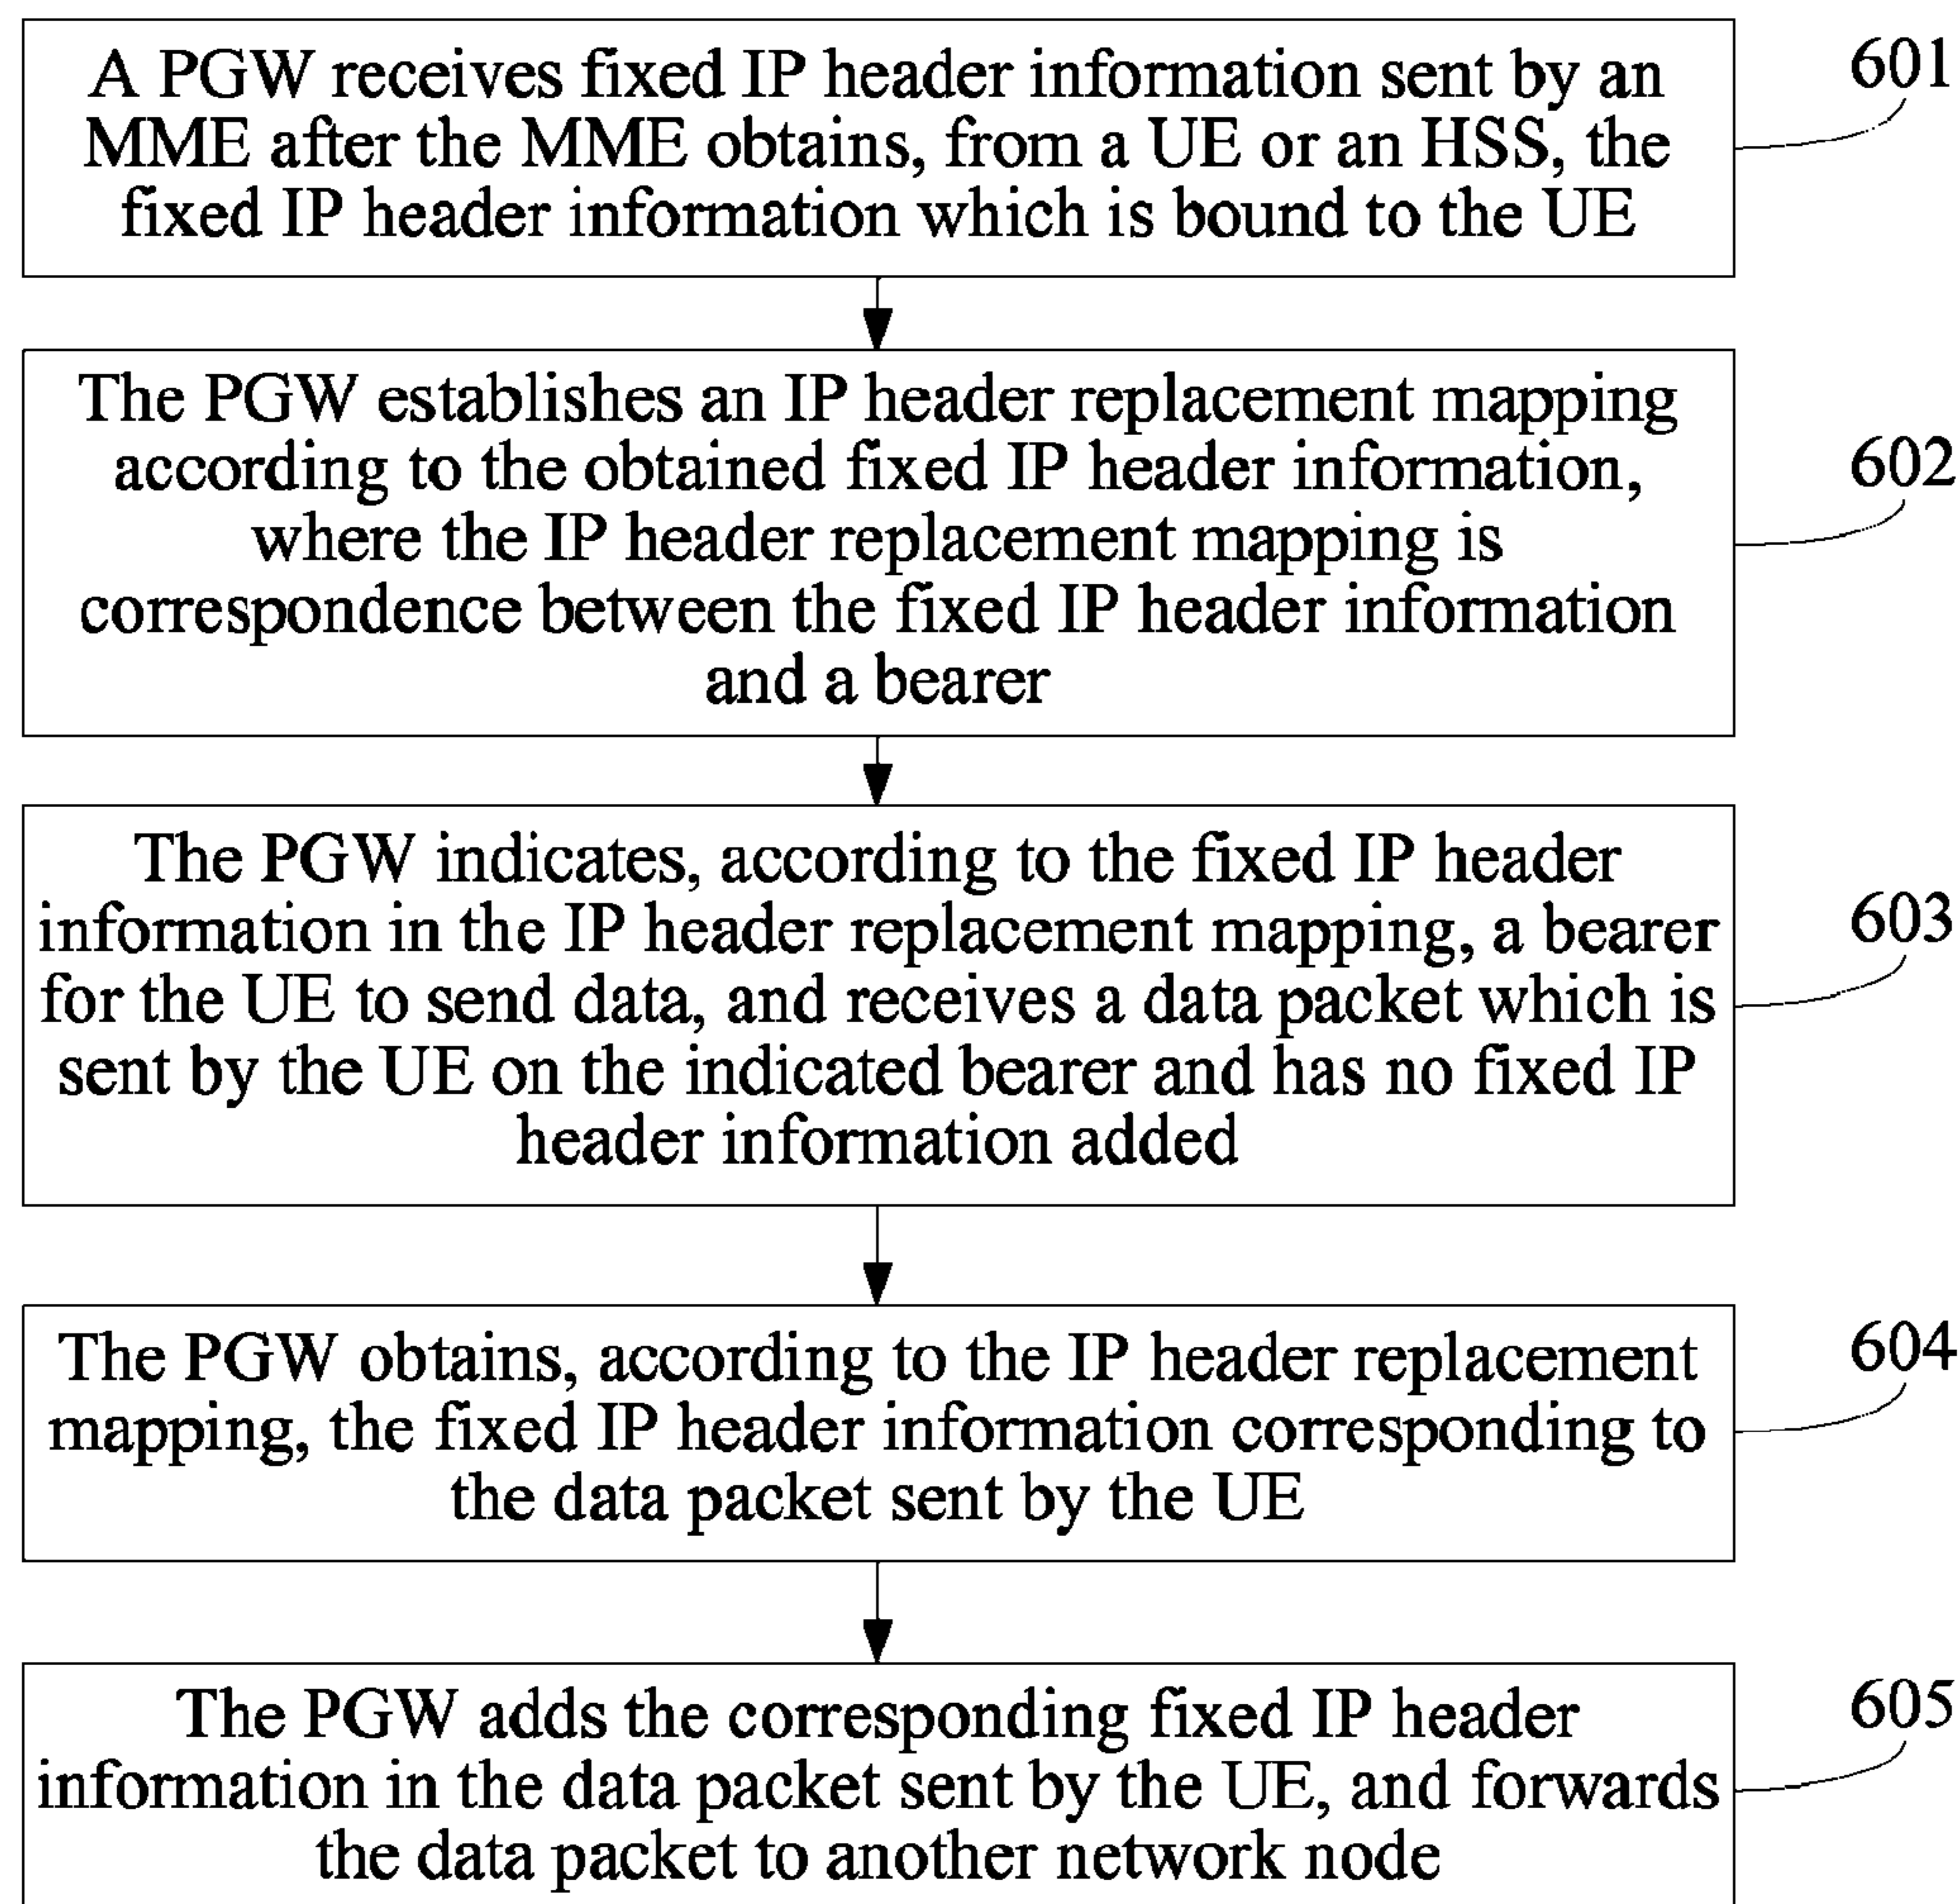 A PGW receives fixed IP header information sent by an
MME after the MME obtains, from a UE or an HSS, the
fixed IP header information which is bound to the UE
601
The PGW establishes an IP header replacement mapping
according to the obtained fixed IP header information,
where the IP header replacement mapping is
correspondence between the fixed IP header information
and a bearer
602
The PGW indicates, according to the fixed IP header
information in the IP header replacement mapping, a bearer
for the UE to send data, and receives a data packet which is
sent by the UE on the indicated bearer and has no fixed IP
header information added
603
The PGW obtains, according to the IP header replacement
mapping, the fixed IP header information corresponding to
the data packet sent by the UE
604
The PGW adds the corresponding fixed IP header
information in the data packet sent by the UE, and forwards
the data packet to another network node
605